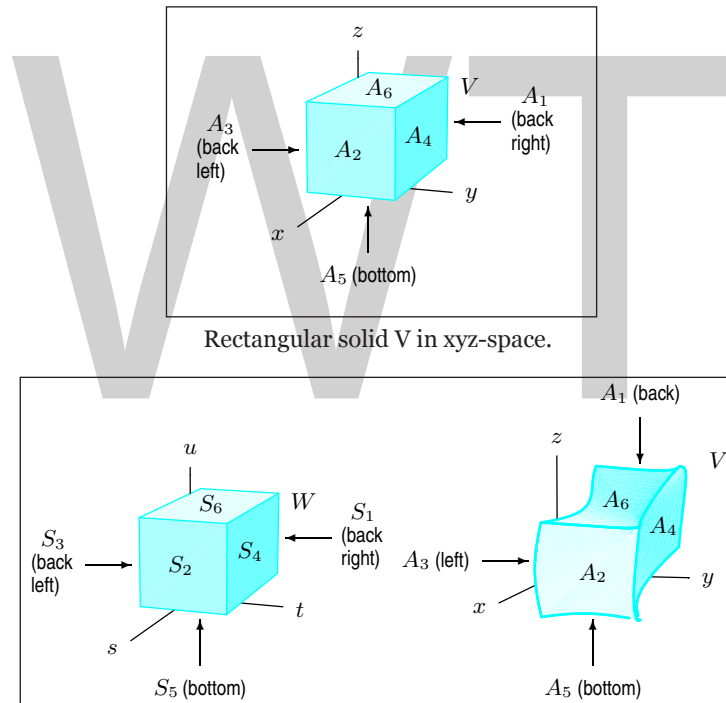 WT
z
A₆
V
A₁
(back
right)
A₃
(back
left)
A₂
A₄
y
x
A₅ (bottom)
Rectangular solid V in xyz-space.
A₁ (back)
u
z
V
S₆
W
S₁
(back
right)
A₆
S₃
(back
left)
S₂
S₄
A₄
A₃ (left)
A₂
s
t
x
y
S₅ (bottom)
A₅ (bottom)